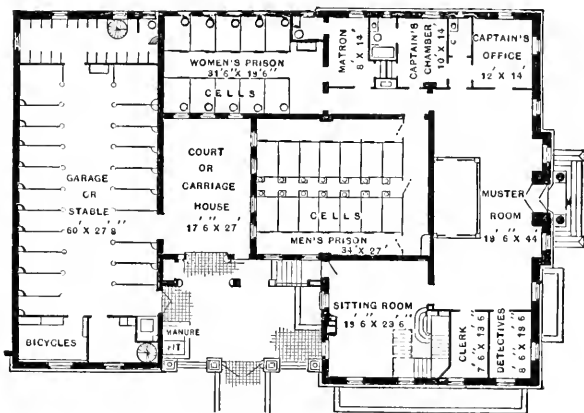 WOMEN'S PRISON
31'6" X 19'6"
CELLS
MATRON
8' X 14'
CAPTAIN'S
CHAMBER
10' X 14'
C
CAPTAIN'S
OFFICE
12' X 14'
GARAGE
OR
STABLE
60' X 27'8"
COURT
OR
CARRIAGE
HOUSE
17'6 X 27'
CELLS
MEN'S PRISON
34' X 27'
MUSTER
ROOM
19'6 X 44
SITTING ROOM
19'6 X 23'6"
CLERK
7'6 X 13'6
DETECTIVES
8'6 X 19'6
MANURE
PIT
BICYCLES